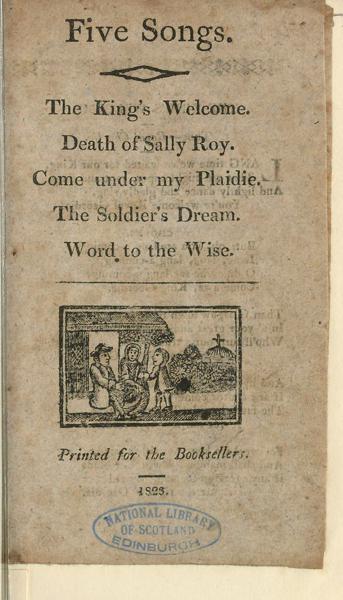 Five Songs.
The King's Welcome.
Death of Sally Roy.
Come under my Plaidie.
The Soldier's Dream.
Word to the Wise.
Printed for the Booksellers.
1823.
NATIONAL LIBRARY
OF SCOTLAND
EDINBURGH